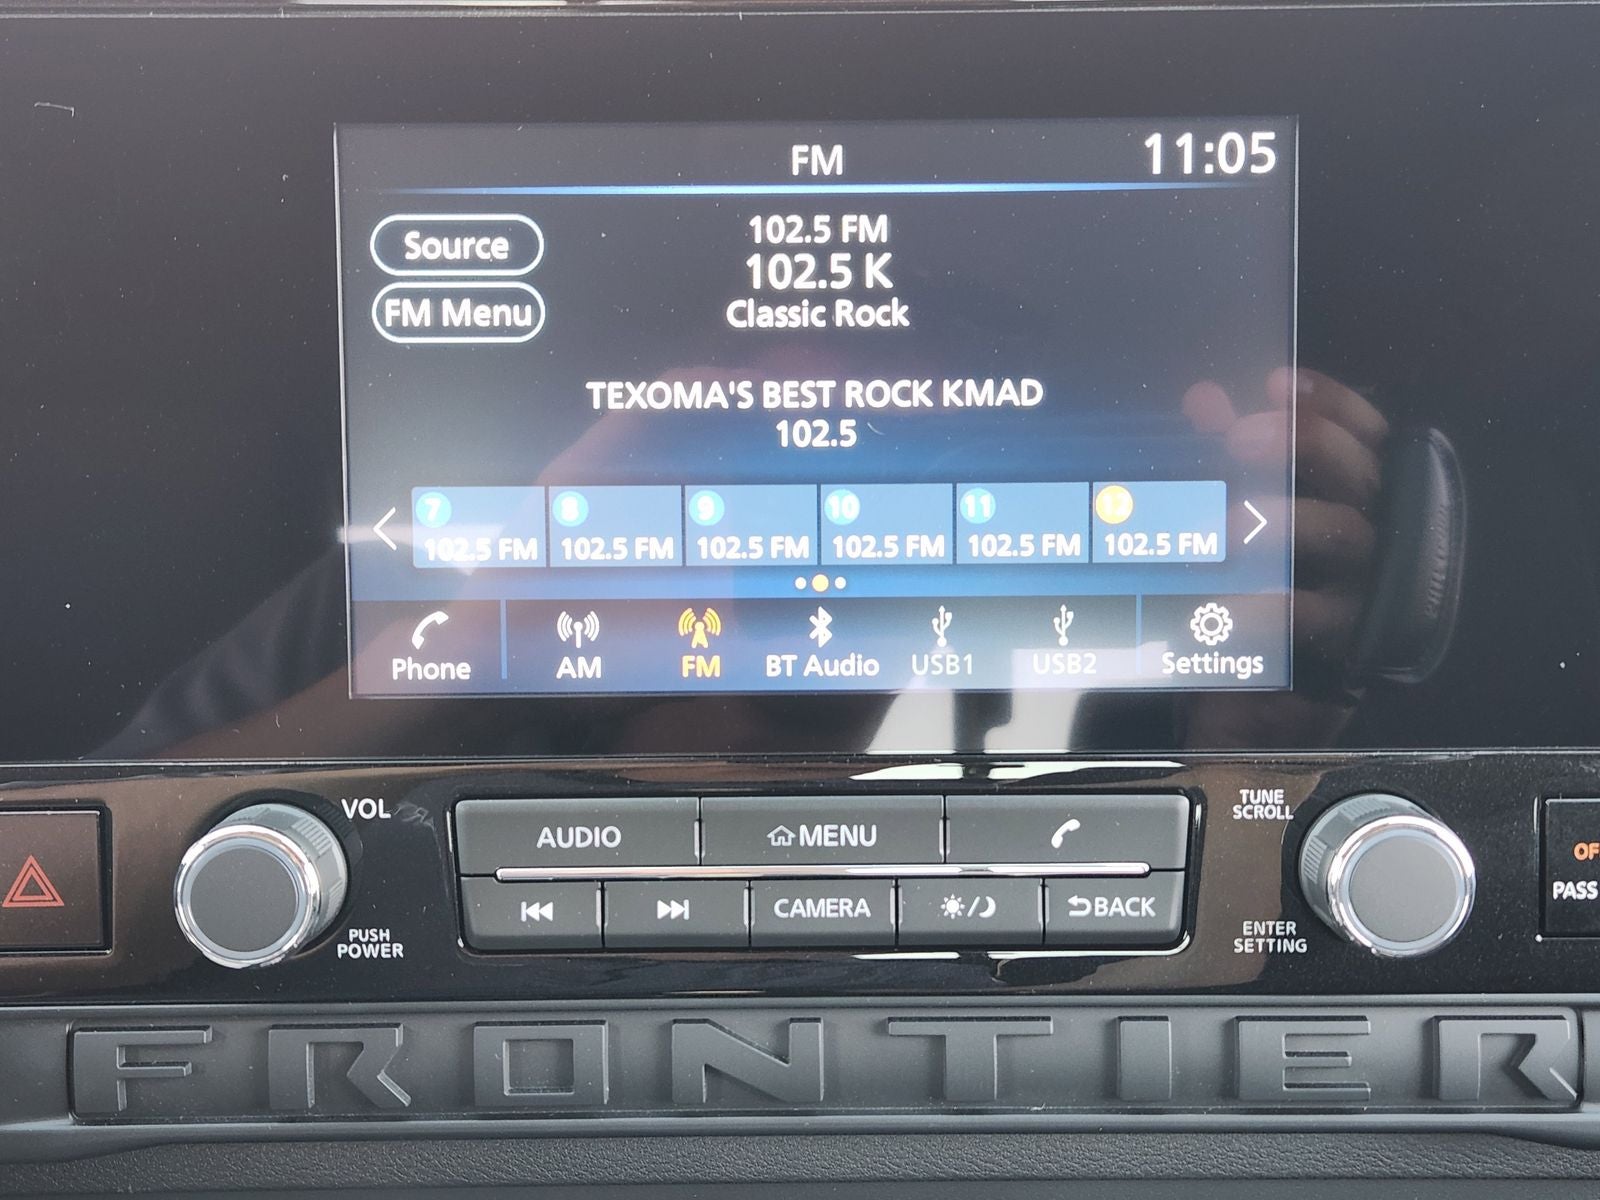 FM
11:05
Source
102.5 FM
102.5 K
FM Menu
Classic Rock
TEXOMA'S BEST ROCK KMAD
102.5
7 8 9 10 11 12
102.5 FM 102.5 FM 102.5 FM 102.5 FM 102.5 FM 102.5 FM
Phone AM FM BT Audio USB1 USB2 Settings
VOL
AUDIO MENU
TUNE
SCROLL
PUSH
POWER
CAMERA BACK
ENTER
SETTING
OF
PASS
FRONTIER